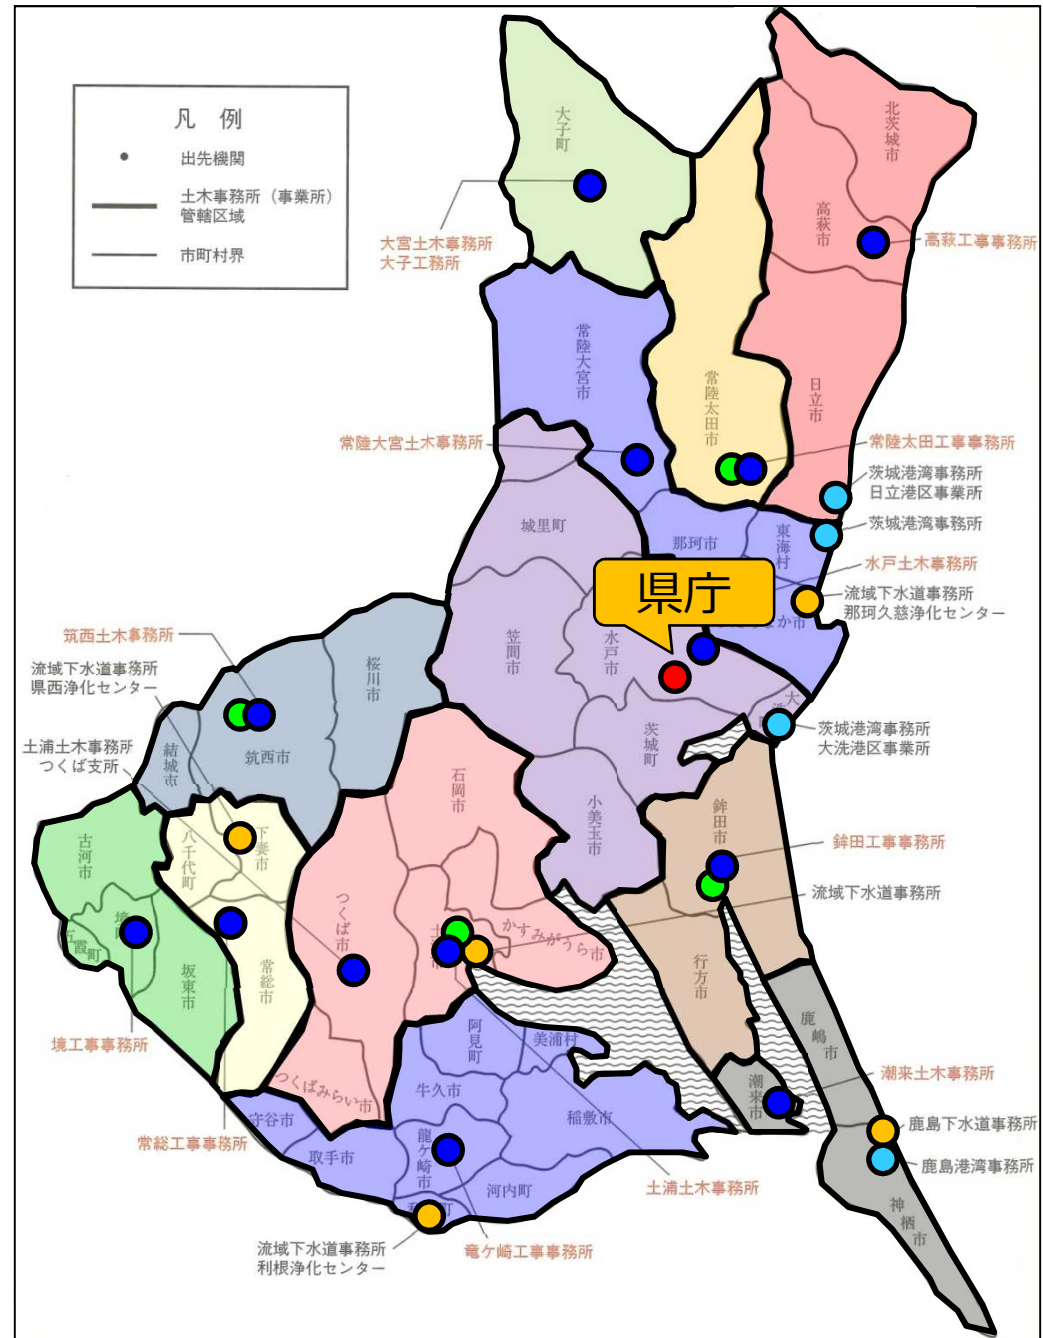 凡 例
出先機関
土木事務所（事業所）
管轄区域
市町村界
大子町
北茨城市
高萩市
大宮土木事務所
大子工務所
高萩工事事務所
常陸大宮市
常陸太田市
日立市
常陸大宮土木事務所
常陸太田工事事務所
茨城港湾事務所
日立港区事業所
茨城港湾事務所
城里町
那珂市
東海村
水戸土木事務所
県庁
流域下水道事務所
那珂久慈浄化センター
か市
筑西土木事務所
流域下水道事務所
県西浄化センター
桜川市
笠間市
水戸市
茨城町
大
茨城港湾事務所
大洗港区事業所
土浦土木事務所
つくば支所
結城市
筑西市
石岡市
小美玉市
鉾田市
鉾田工事事務所
古河市
八千代町
下妻市
流域下水道事務所
つくば市
かすみがうら市
土
市
境
五霞町
坂東市
常総市
行方市
鹿嶋市
境工事事務所
阿見町
美浦村
潮来市
潮来土木事務所
つくばみらい市
牛久市
稲敷市
守谷市
鹿島下水道事務所
常総工事事務所
取手市
龍ケ崎市
鹿島港湾事務所
河内町
土浦土木事務所
町
神栖市
流域下水道事務所
利根浄化センター
竜ケ崎工事事務所